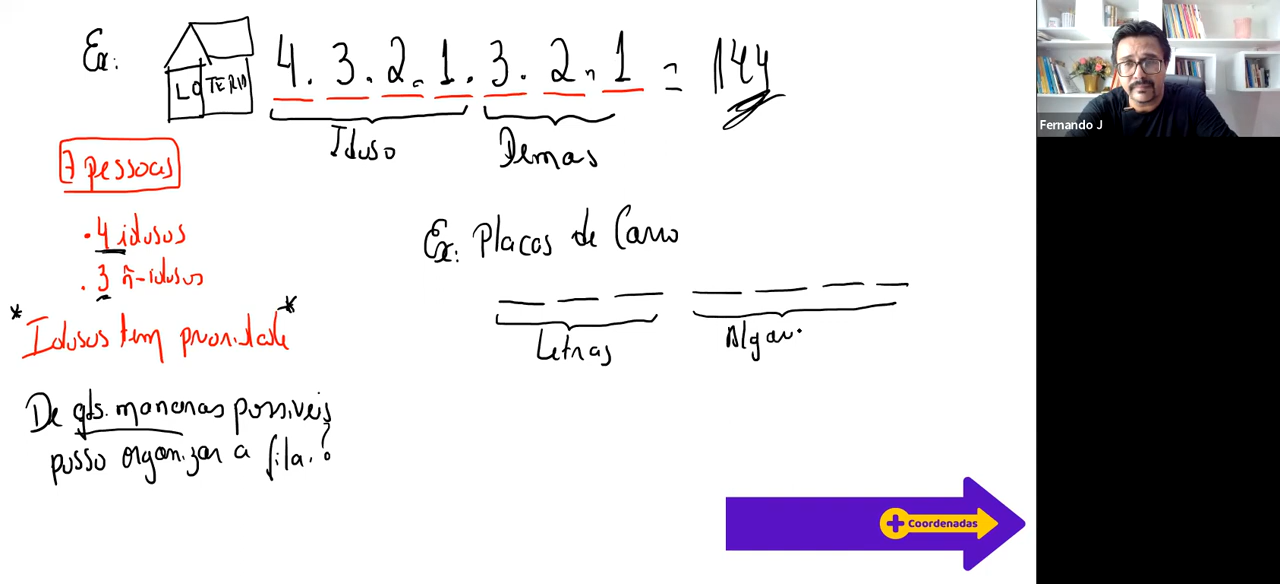 Ex:
LOTERIA
4.3.2.1.3.2.1 = 144
Idoso
Demas
7 pessoas
• 4 idosos
• 3 ñ-idosos
* Idosos tem prioridade *
De qts. maneiras possíveis
posso organizar a fila?
Ex: Placas de Carro
Letras
Algar.
Fernando J
+ Coordenadas